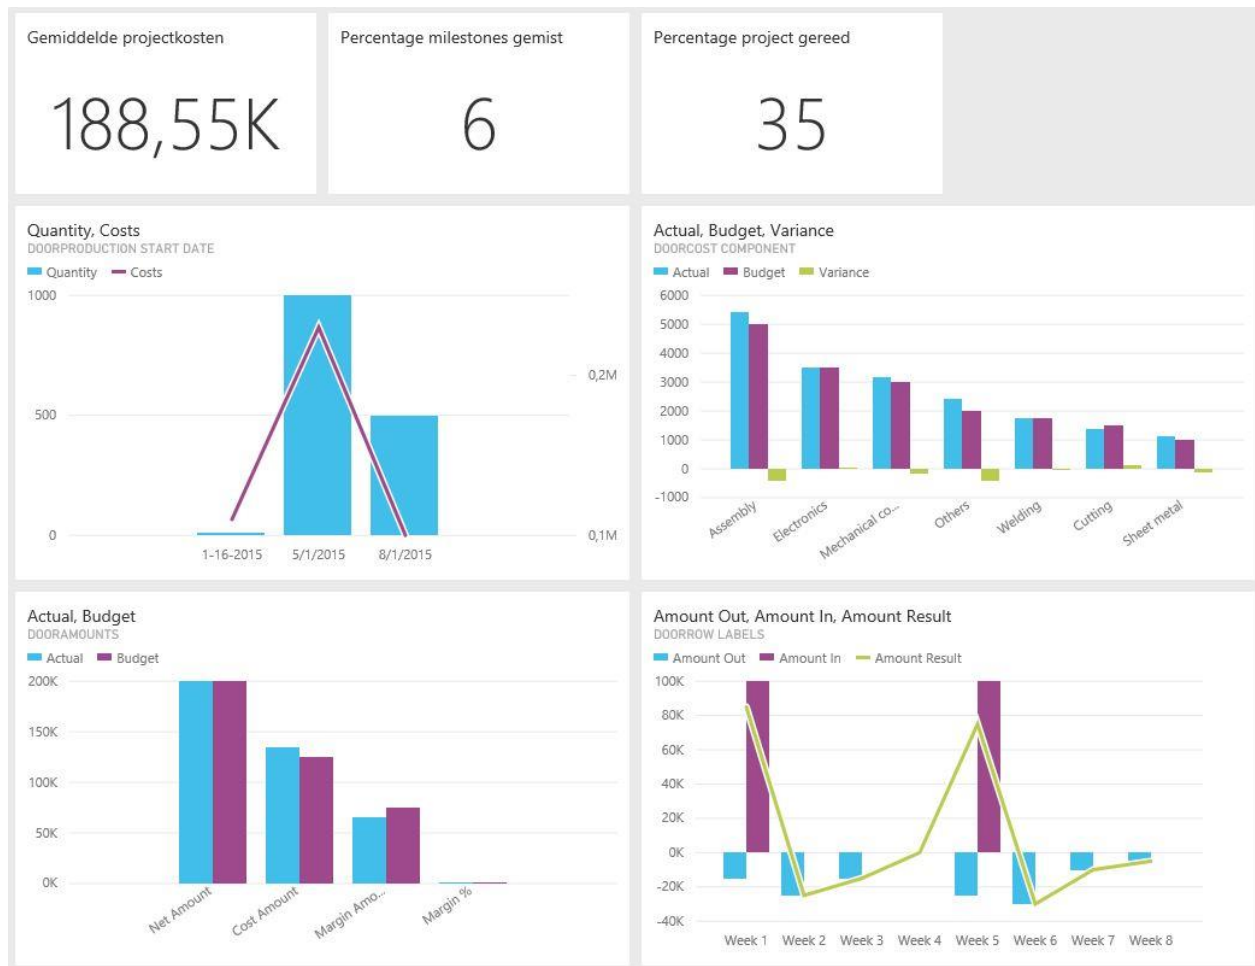 Gemiddelde projectkosten
188,55K
Percentage milestones gemist
6
Percentage project gereed
35
Quantity, Costs
DOORPRODUCTION START DATE
Quantity Costs
1000
500
0
0,2M
0,1M
1-16-2015 5/1/2015 8/1/2015
Actual, Budget, Variance
DOORCOST COMPONENT
Actual Budget Variance
6000
5000
4000
3000
2000
1000
0
-1000
Assembly Electronics Mechanical co... Others Welding Cutting Sheet metal
Actual, Budget
DOORAMOUNTS
Actual Budget
200K
150K
100K
50K
0K
Net Amount Cost Amount Margin Amo... Margin %
Amount Out, Amount In, Amount Result
DOORROW LABELS
Amount Out Amount In Amount Result
100K
80K
60K
40K
20K
0K
-20K
-40K
Week 1 Week 2 Week 3 Week 4 Week 5 Week 6 Week 7 Week 8